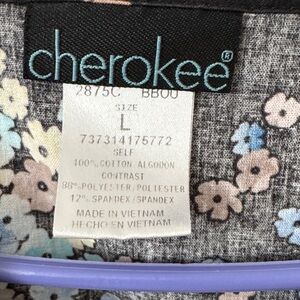 cherokee®
2875C BBOU
SIZE
L
737314175772
SELF
100% COTTON/ALGODON
CONTRAST
88% POLYESTER/POLIESTER
12% SPANDEX/SPANDEX
MADE IN VIETNAM
HECHO EN VIETNAM